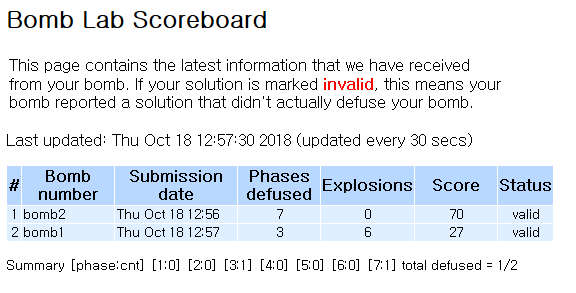 Bomb Lab Scoreboard
This page contains the latest information that we have received
from your bomb. If your solution is marked invalid, this means your
bomb reported a solution that didn't actually defuse your bomb.
Last updated: Thu Oct 18 12:57:30 2018 (updated every 30 secs)
# Bomb number Submission date Phases defused Explosions Score Status
1 bomb2 Thu Oct 18 12:56 7 0 70 valid
2 bomb1 Thu Oct 18 12:57 3 6 27 valid
Summary [phase:cnt] [1:0] [2:0] [3:1] [4:0] [5:0] [6:0] [7:1] total defused = 1/2